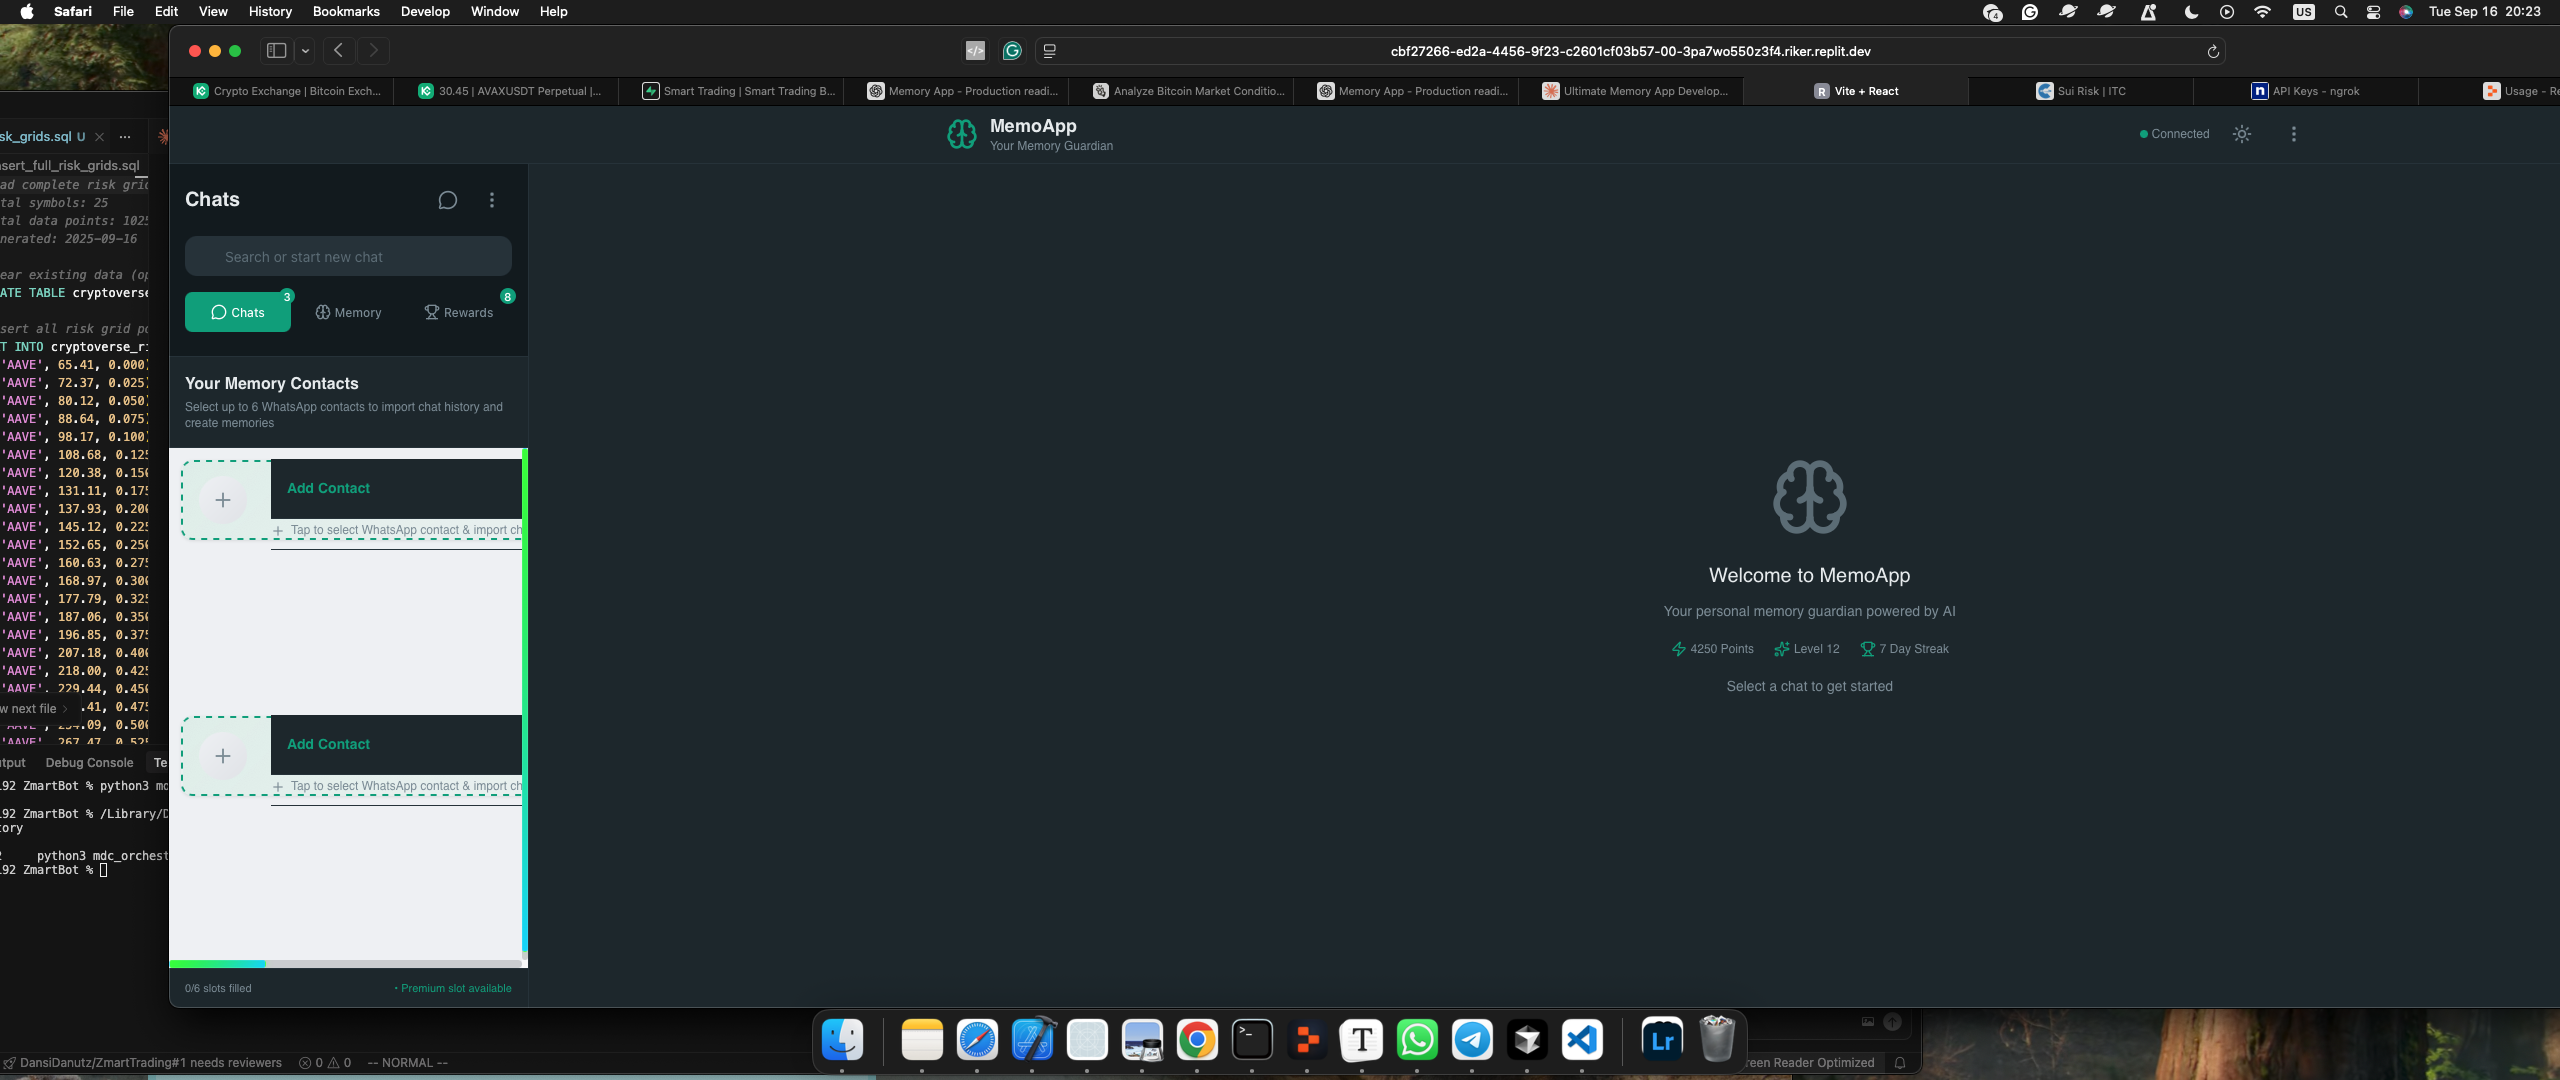 Safari File Edit View History Bookmarks Develop Window Help
4
US
Tue Sep 16 20:23
cbf27266-ed2a-4456-9f23-c2601cf03b57-00-3pa7wo550z3f4.riker.replit.dev
Crypto Exchange | Bitcoin Exch...
30.45 | AVAXUSDT Perpetual |...
Smart Trading | Smart Trading B...
Memory App - Production readi...
Analyze Bitcoin Market Conditio...
Memory App - Production readi...
Ultimate Memory App Develop...
R Vite + React
Sui Risk | ITC
n API Keys - ngrok
Usage - Re
sk_grids.sql U
sert_full_risk_grids.sql
ad complete risk grid
tal symbols: 25
tal data points: 1025
nerated: 2025-09-16
ear existing data (op
ATE TABLE cryptoverse
sert all risk grid po
T INTO cryptoverse_ri
'AAVE', 65.41, 0.000)
'AAVE', 72.37, 0.025)
'AAVE', 80.12, 0.050)
'AAVE', 88.64, 0.075)
'AAVE', 98.17, 0.100)
'AAVE', 108.68, 0.125
'AAVE', 120.38, 0.150
'AAVE', 131.11, 0.175
'AAVE', 137.93, 0.200
'AAVE', 145.12, 0.225
'AAVE', 152.65, 0.250
'AAVE', 160.63, 0.275
'AAVE', 168.97, 0.300
'AAVE', 177.79, 0.325
'AAVE', 187.06, 0.350
'AAVE', 196.85, 0.375
'AAVE', 207.18, 0.400
'AAVE', 218.00, 0.425
'AAVE', 229.44, 0.450
w next file
.41, 0.475
.09, 0.500
'AAVE', 267.47, 0.525
utput Debug Console Te
192 ZmartBot % python3 md
192 ZmartBot % /Library/D
tory
python3 mdc_orchest
192 ZmartBot %
MemoApp
Your Memory Guardian
Connected
Chats
Search or start new chat
Chats 3
Memory
Rewards 8
Your Memory Contacts
Select up to 6 WhatsApp contacts to import chat history and
create memories
Add Contact
Tap to select WhatsApp contact & import ch
Add Contact
Tap to select WhatsApp contact & import ch
0/6 slots filled
• Premium slot available
Welcome to MemoApp
Your personal memory guardian powered by AI
4250 Points
Level 12
7 Day Streak
Select a chat to get started
T
Lr
DansiDanutz/ZmartTrading#1 needs reviewers 0 0 -- NORMAL --
reen Reader Optimized